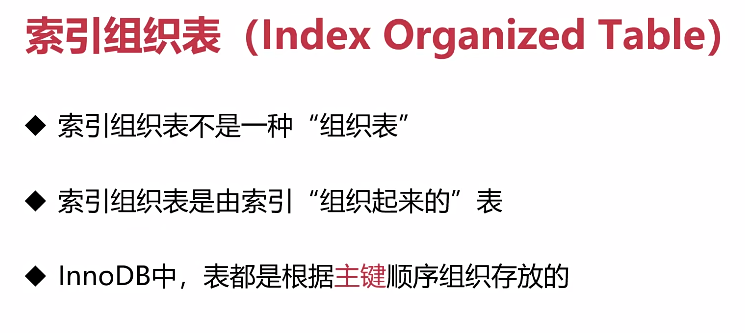 索引组织表（Index Organized Table）
◆ 索引组织表不是一种“组织表”
◆ 索引组织表是由索引“组织起来的”表
◆ InnoDB中，表都是根据主键顺序组织存放的